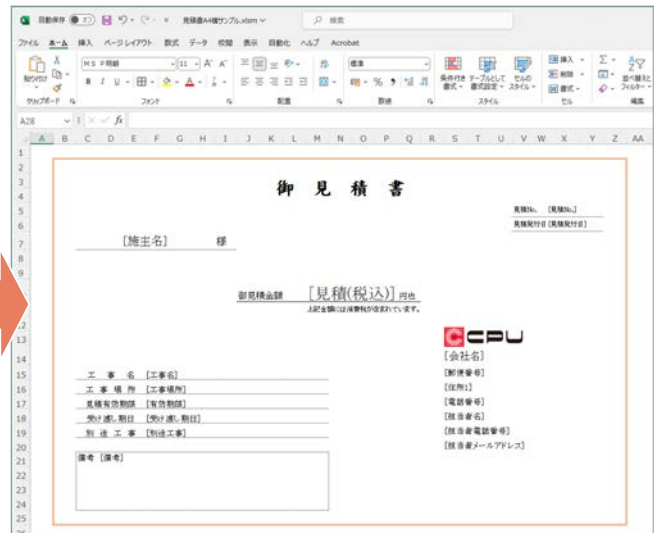 自動保存 オフ 見積書A4横サンプル.xlsm 検索
ファイル ホーム 挿入 ページレイアウト 数式 データ 校閲 表示 自動化 ヘルプ Acrobat
MS P明朝 11 標準 挿入
貼り付け B I U 条件付き書式 テーブルとして書式設定 セルのスタイル 削除 書式 並べ替えと フィルター
クリップボード フォント 配置 数値 スタイル セル 編集
A28 fx
A B C D E F G H I J K L M N O P Q R S T U V W X Y Z AA
御 見 積 書
見積No. [見積No.]
見積発行日 [見積発行日]
[施主名] 様
御見積金額 [見積(税込)] 円也
上記金額には消費税が含まれています。
CPU
[会社名]
工 事 名 [工事名]
[郵便番号]
工 事 場 所 [工事場所]
[住所1]
見積有効期限 [有効期限]
[電話番号]
受け渡し期日 [受け渡し期日]
[担当者名]
別 途 工 事 [別途工事]
[担当者電話番号]
[担当者メールアドレス]
備考 [備考]